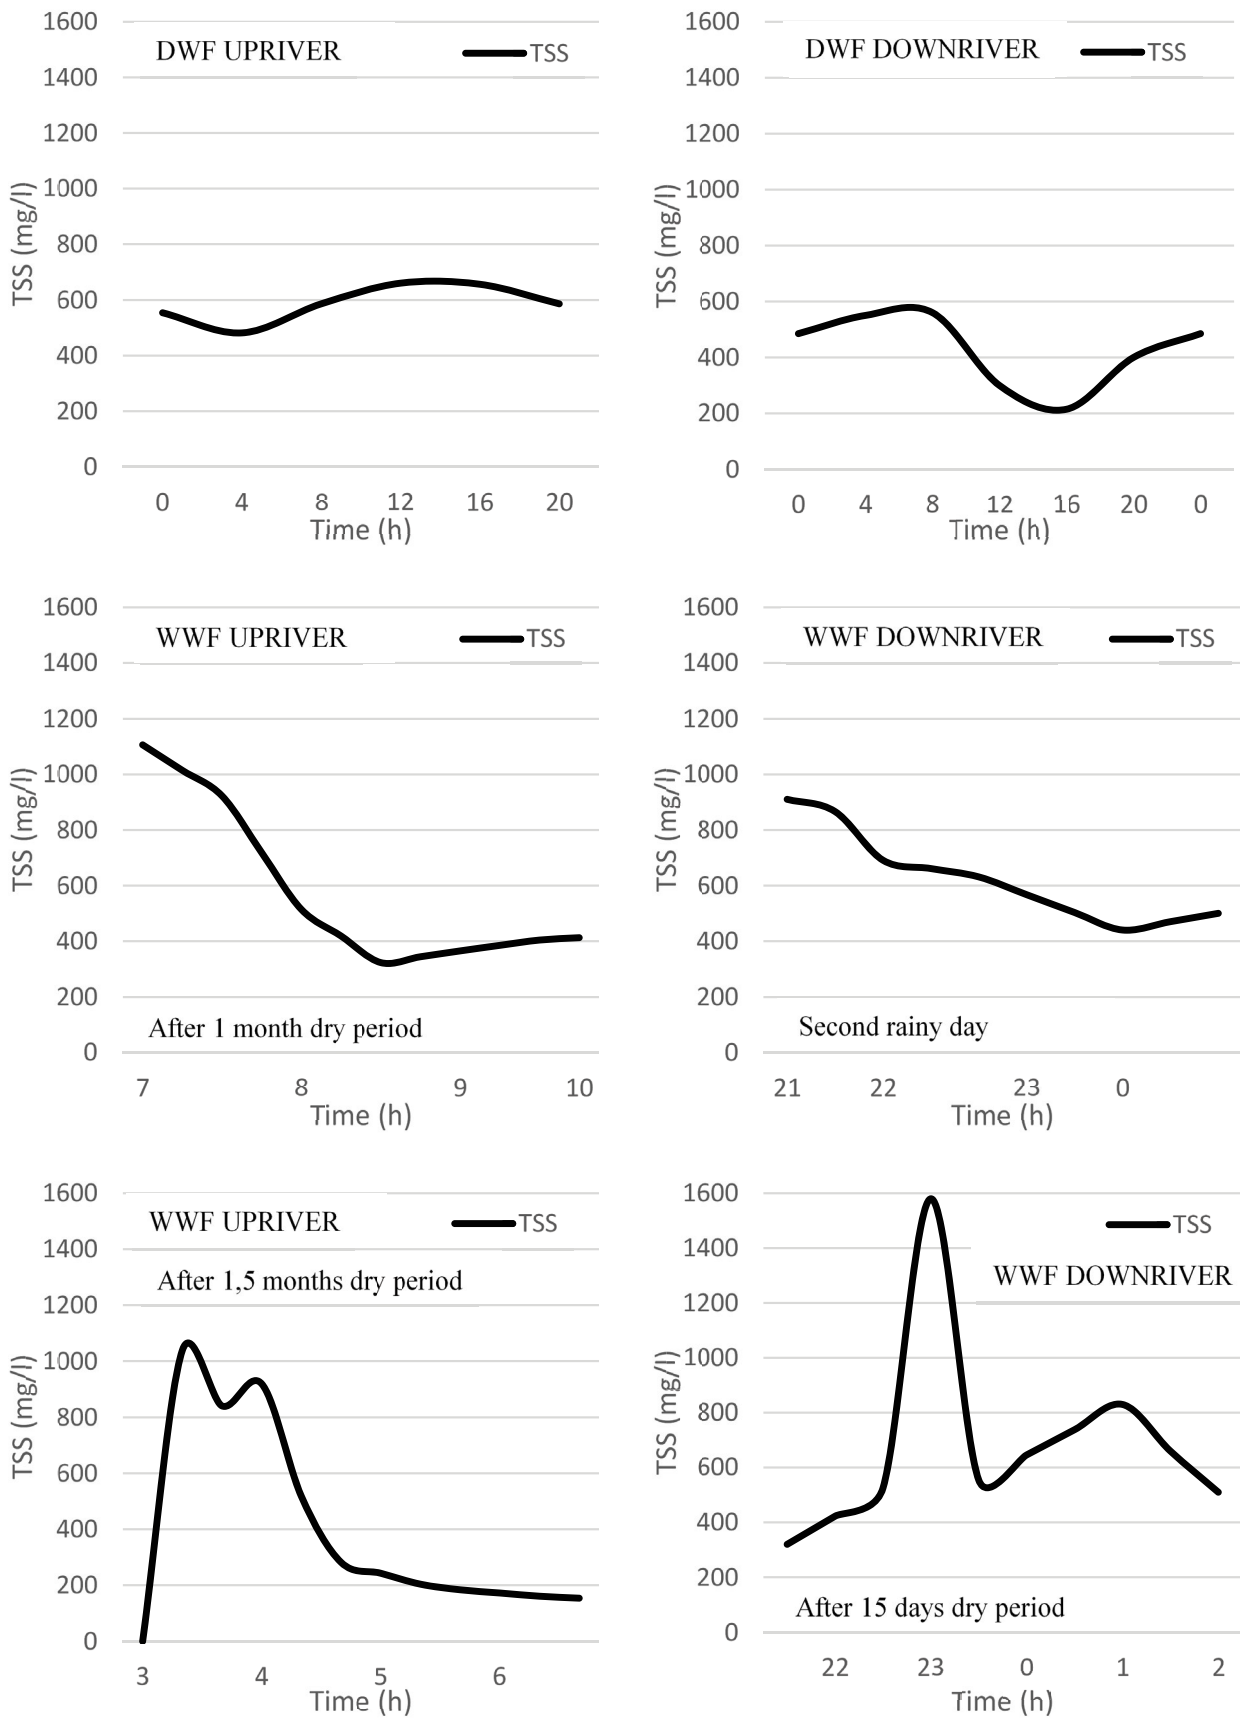 DWF UPRIVER
TSS
1600
1400
1200
1000
800
600
400
200
0
TSS (mg/l)
0 4 8 12 16 20
Time (h)
DWF DOWNRIVER
TSS
1600
1400
1200
1000
800
600
400
200
0
TSS (mg/l)
0 4 8 12 16 20 0
Time (h)
WWF UPRIVER
TSS
1600
1400
1200
1000
800
600
400
200
0
TSS (mg/l)
After 1 month dry period
7 8 9 10
Time (h)
WWF DOWNRIVER
TSS
1600
1400
1200
1000
800
600
400
200
0
TSS (mg/l)
Second rainy day
21 22 23 0
Time (h)
WWF UPRIVER
TSS
After 1,5 months dry period
1600
1400
1200
1000
800
600
400
200
0
TSS (mg/l)
3 4 5 6
Time (h)
TSS
WWF DOWNRIVER
1600
1400
1200
1000
800
600
400
200
0
TSS (mg/l)
After 15 days dry period
22 23 0 1 2
Time (h)